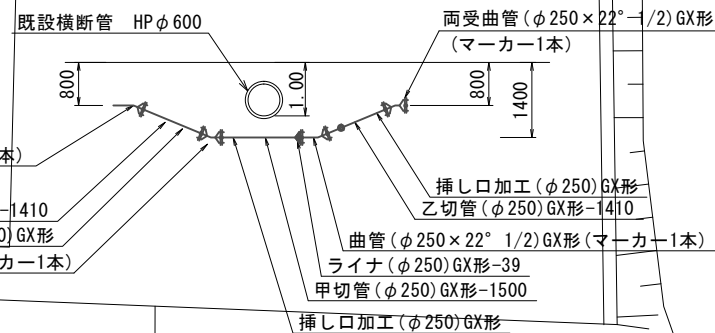 既設横断管 HPφ600
両受曲管(φ250×22°-1/2)GX形
(マーカー1本)
800
1.00
800
1400
本)
挿し口加工(φ250)GX形
-1410
乙切管(φ250)GX形-1410
0)GX形
曲管(φ250×22° 1/2)GX形(マーカー1本)
カー1本)
ライナ(φ250)GX形-39
甲切管(φ250)GX形-1500
挿し口加工(φ250)GX形